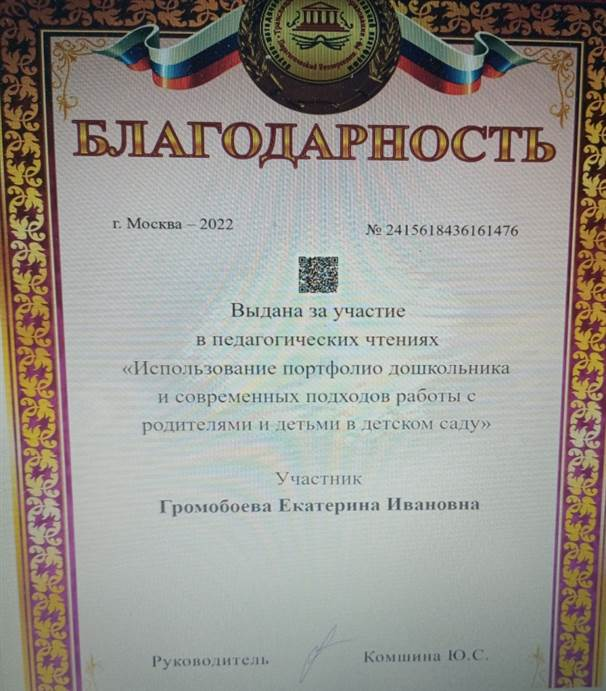 БЛАГОДАРНОСТЬ
г. Москва – 2022
№ 2415618436161476
Выдана за участие
в педагогических чтениях
«Использование портфолио дошкольника
и современных подходов работы с
родителями и детьми в детском саду»
Участник
Громобоева Екатерина Ивановна
Руководитель
Комшина Ю.С.